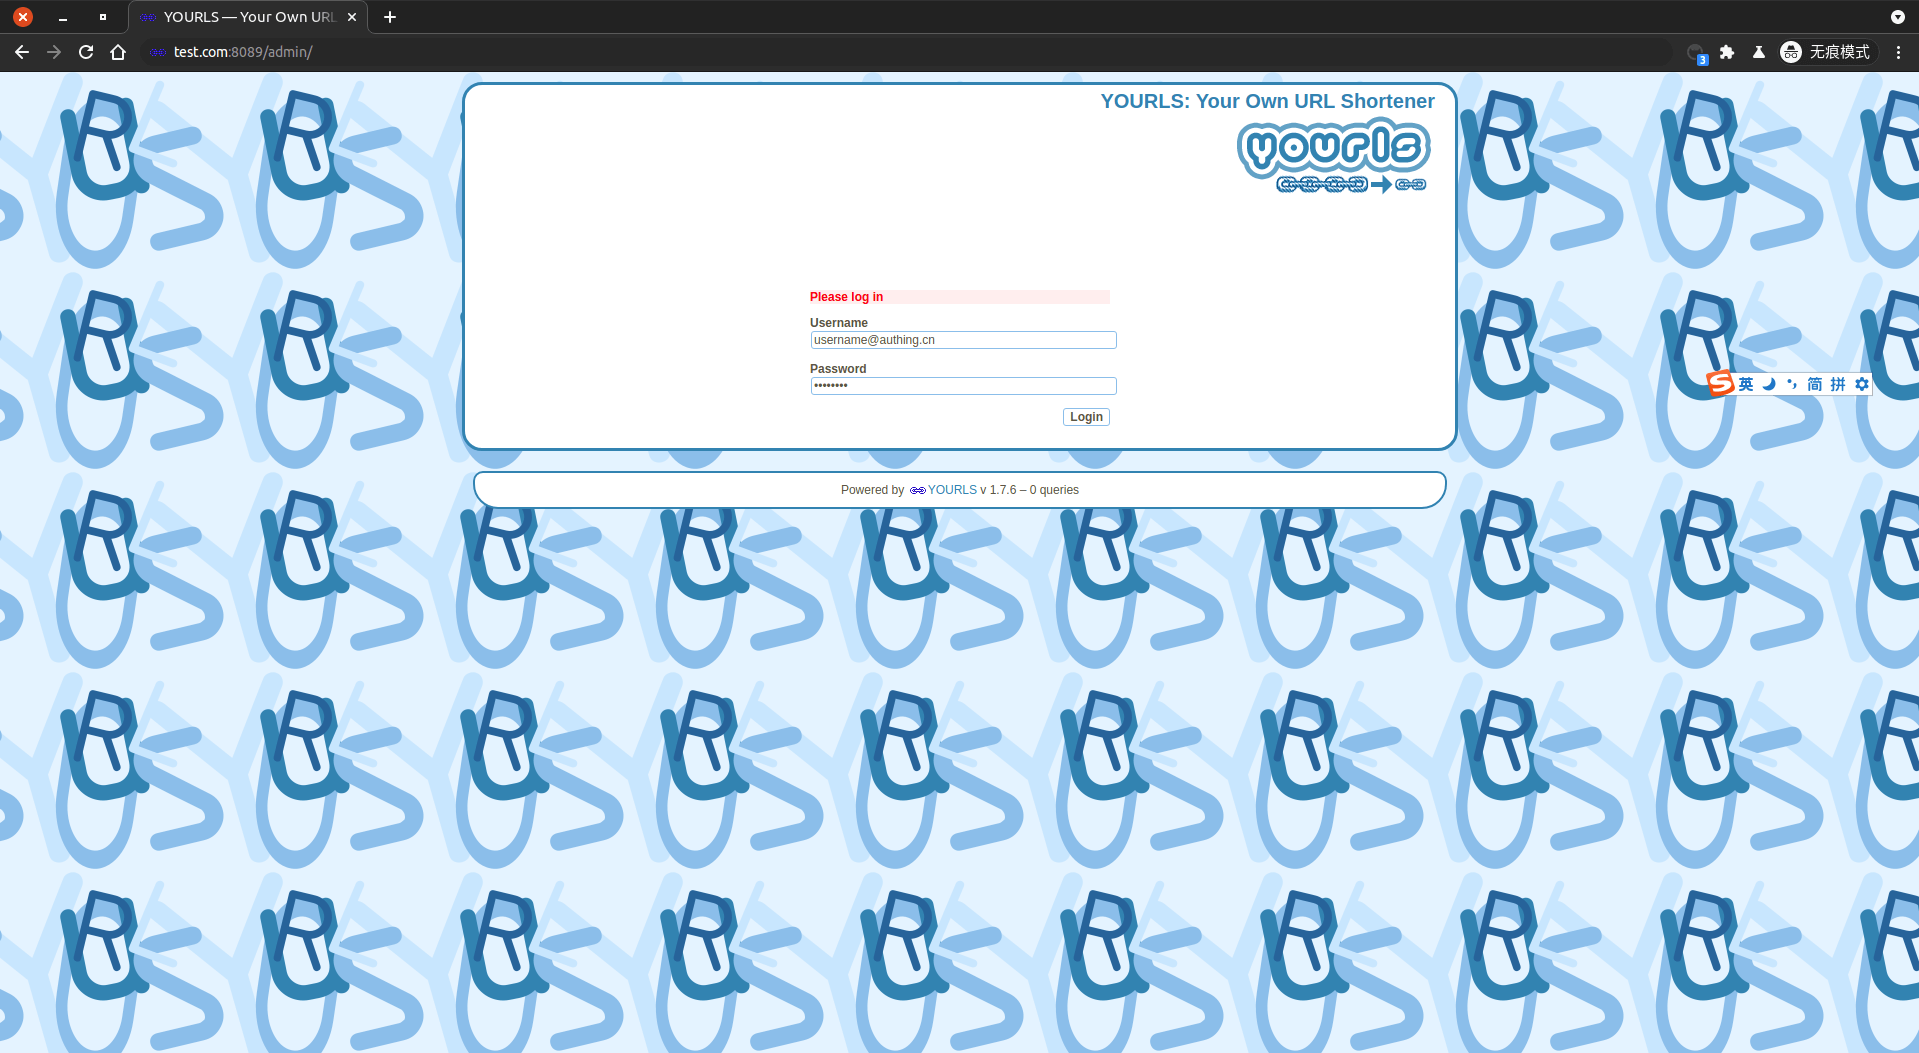 YOURLS — Your Own URL
test.com:8089/admin/
3
无痕模式
YOURLS: Your Own URL Shortener
yourls
Please log in
Username
username@authing.cn
Password
••••••••
英 简 拼
Login
Powered by YOURLS v 1.7.6 – 0 queries